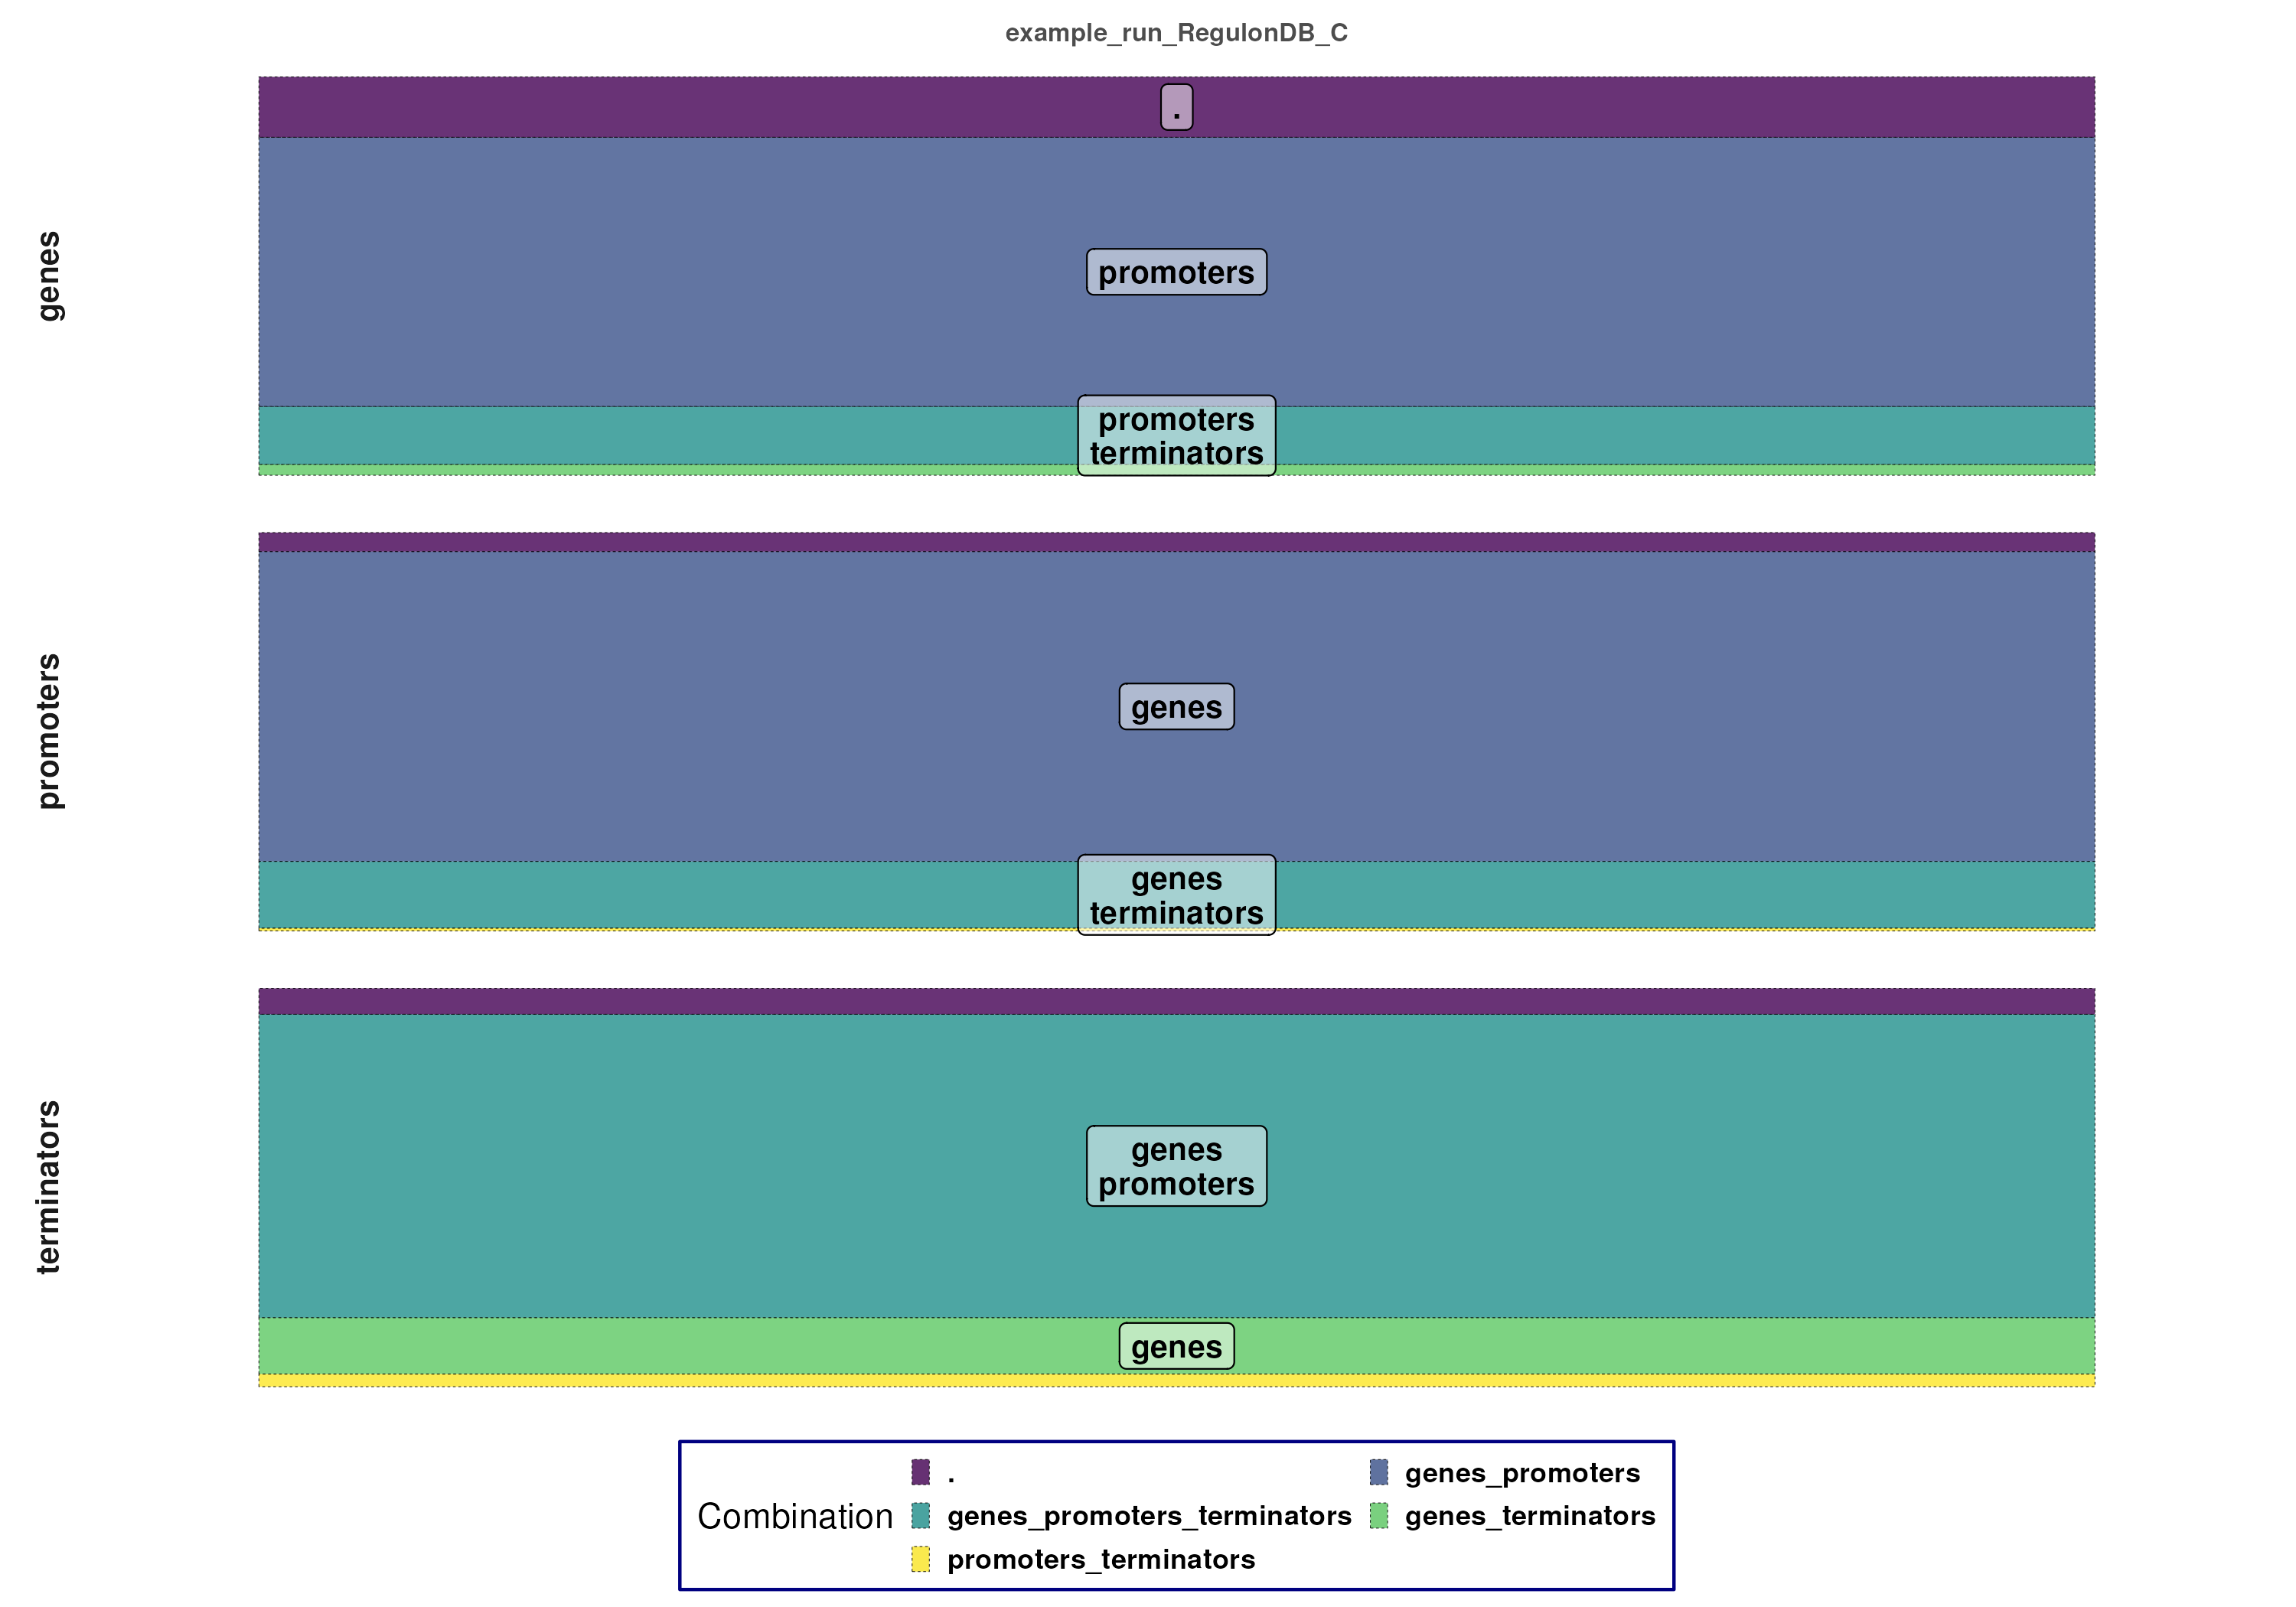 example_run_RegulonDB_C
genes
.
promoters
promoters
terminators
promoters
genes
genes
terminators
terminators
genes
promoters
genes
Combination
.
genes_promoters
genes_promoters_terminators
genes_terminators
promoters_terminators